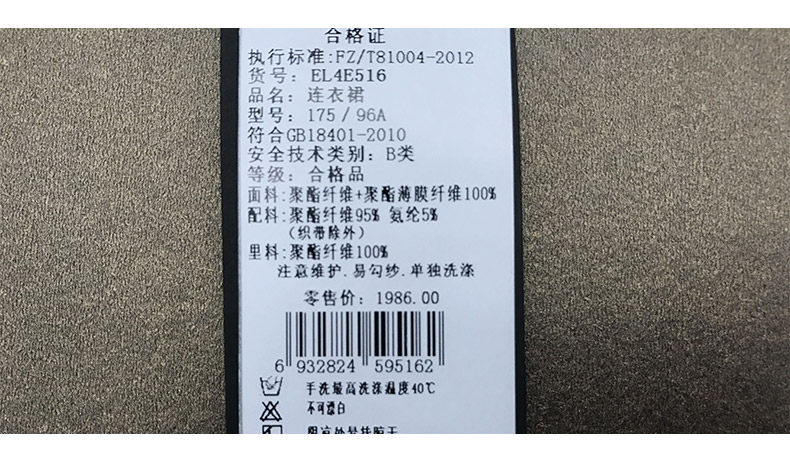 合格证
执行标准:FZ/T81004-2012
货号: EL4E516
品名: 连衣裙
型号: 175/96A
符合GB18401-2010
安全技术类别: B类
等级: 合格品
面料:聚酯纤维+聚酯薄膜纤维100%
配料:聚酯纤维95% 氨纶5%
(织带除外)
里料:聚酯纤维100%
注意维护.易勾纱.单独洗涤
零售价: 1986.00
6 932824 595162
手洗最高洗涤温度40℃
不可漂白